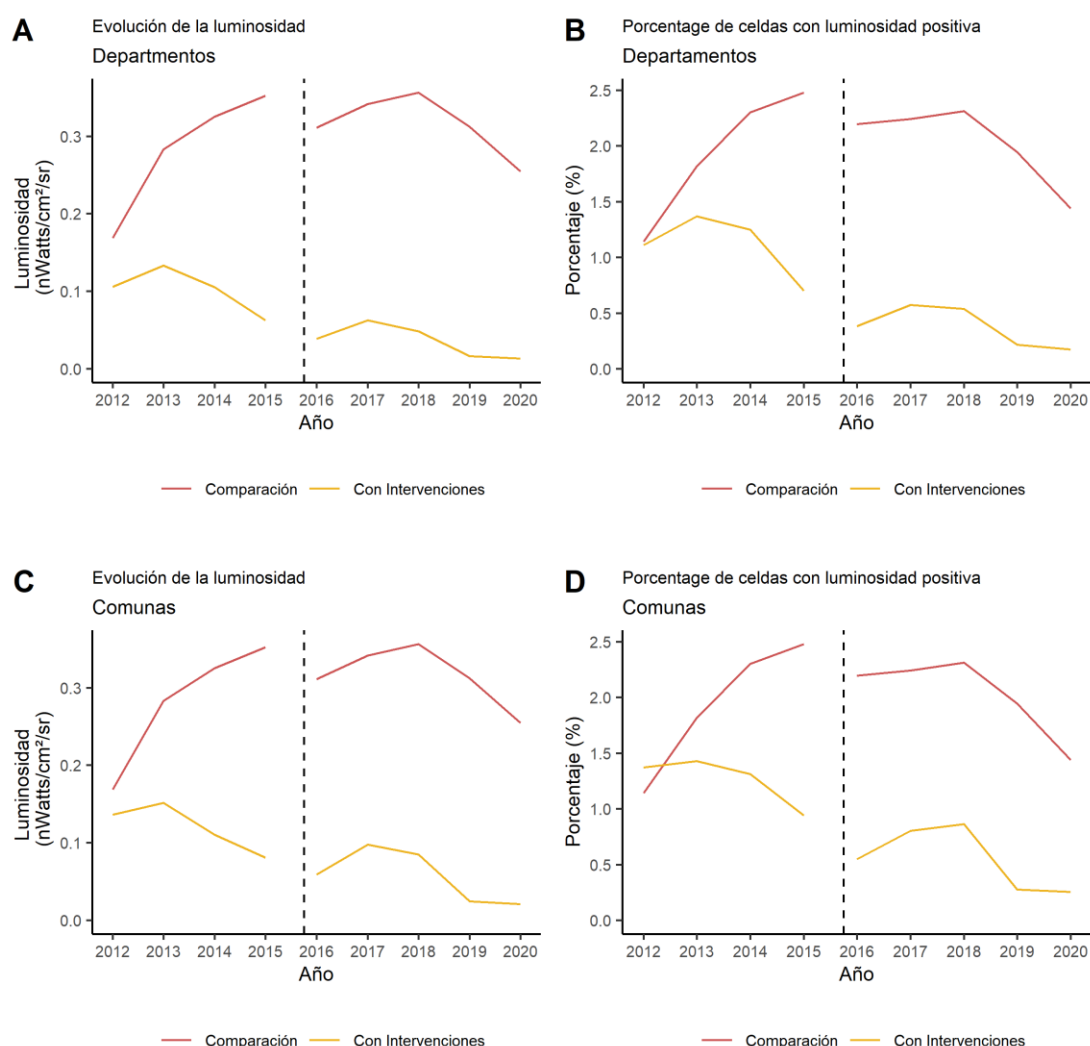 A
Evolución de la luminosidad
Departmentos
Luminosidad
(nWatts/cm²/sr)
0.3
0.2
0.1
0.0
2012 2013 2014 2015 2016 2017 2018 2019 2020
Año
Comparación Con Intervenciones
B
Porcentage de celdas con luminosidad positiva
Departamentos
Porcentaje (%)
2.5
2.0
1.5
1.0
0.5
0.0
2012 2013 2014 2015 2016 2017 2018 2019 2020
Año
Comparación Con Intervenciones
C
Evolución de la luminosidad
Comunas
Luminosidad
(nWatts/cm²/sr)
0.3
0.2
0.1
0.0
2012 2013 2014 2015 2016 2017 2018 2019 2020
Año
Comparación Con Intervenciones
D
Porcentage de celdas con luminosidad positiva
Comunas
Porcentaje (%)
2.5
2.0
1.5
1.0
0.5
0.0
2012 2013 2014 2015 2016 2017 2018 2019 2020
Año
Comparación Con Intervenciones